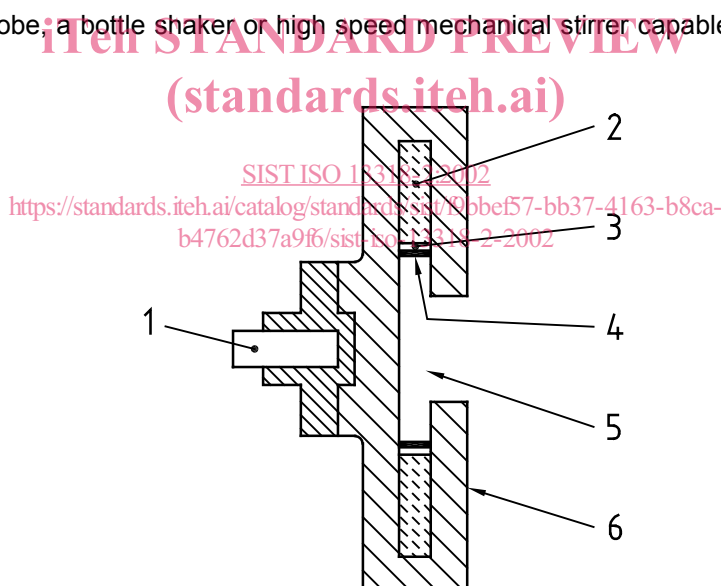 obe, a bottle shaker or high speed mechanical stirrer capable
iTeh STANDARD PREVIEW
(standards.iteh.ai)
2
SIST ISO 13318-2:2002
https://standards.iteh.ai/catalog/standards/sist/f9bbef57-bb37-4163-b8ca-
3
b4762d37a9f6/sist-iso-13318-2-2002
1
4
5
6